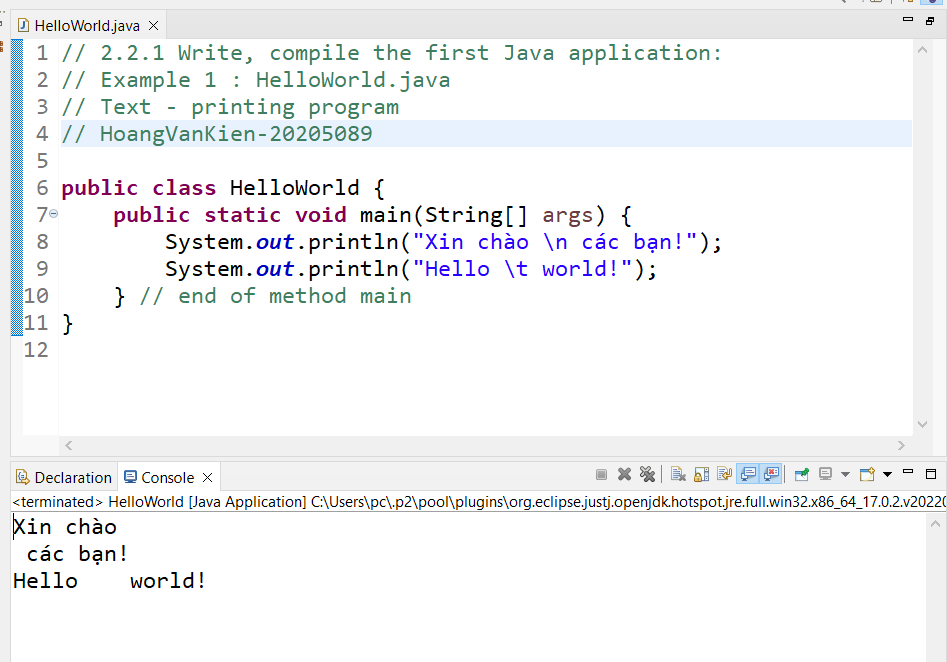 HelloWorld.java
1 // 2.2.1 Write, compile the first Java application:
2 // Example 1 : HelloWorld.java
3 // Text - printing program
4 // HoangVanKien-20205089
5
6 public class HelloWorld {
7 public static void main(String[] args) {
8 System.out.println("Xin chào \n các bạn!");
9 System.out.println("Hello \t world!");
10 } // end of method main
11 }
12
Declaration Console
<terminated> HelloWorld [Java Application] C:\Users\pc\.p2\pool\plugins\org.eclipse.justj.openjdk.hotspot.jre.full.win32.x86_64_17.0.2.v20220
Xin chào
các bạn!
Hello world!